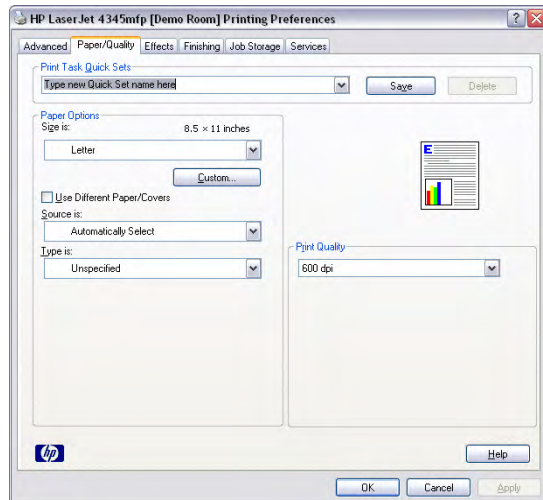 HP LaserJet 4345mfp [Demo Room] Printing Preferences
Advanced Paper/Quality Effects Finishing Job Storage Services
Print Task Quick Sets
Type new Quick Set name here Save Delete
Paper Options
Size is: 8.5 × 11 inches
Letter
Custom...
Use Different Paper/Covers
Source is:
Automatically Select
Type is:
Unspecified
E
Print Quality
600 dpi
hp
Help
OK Cancel Apply